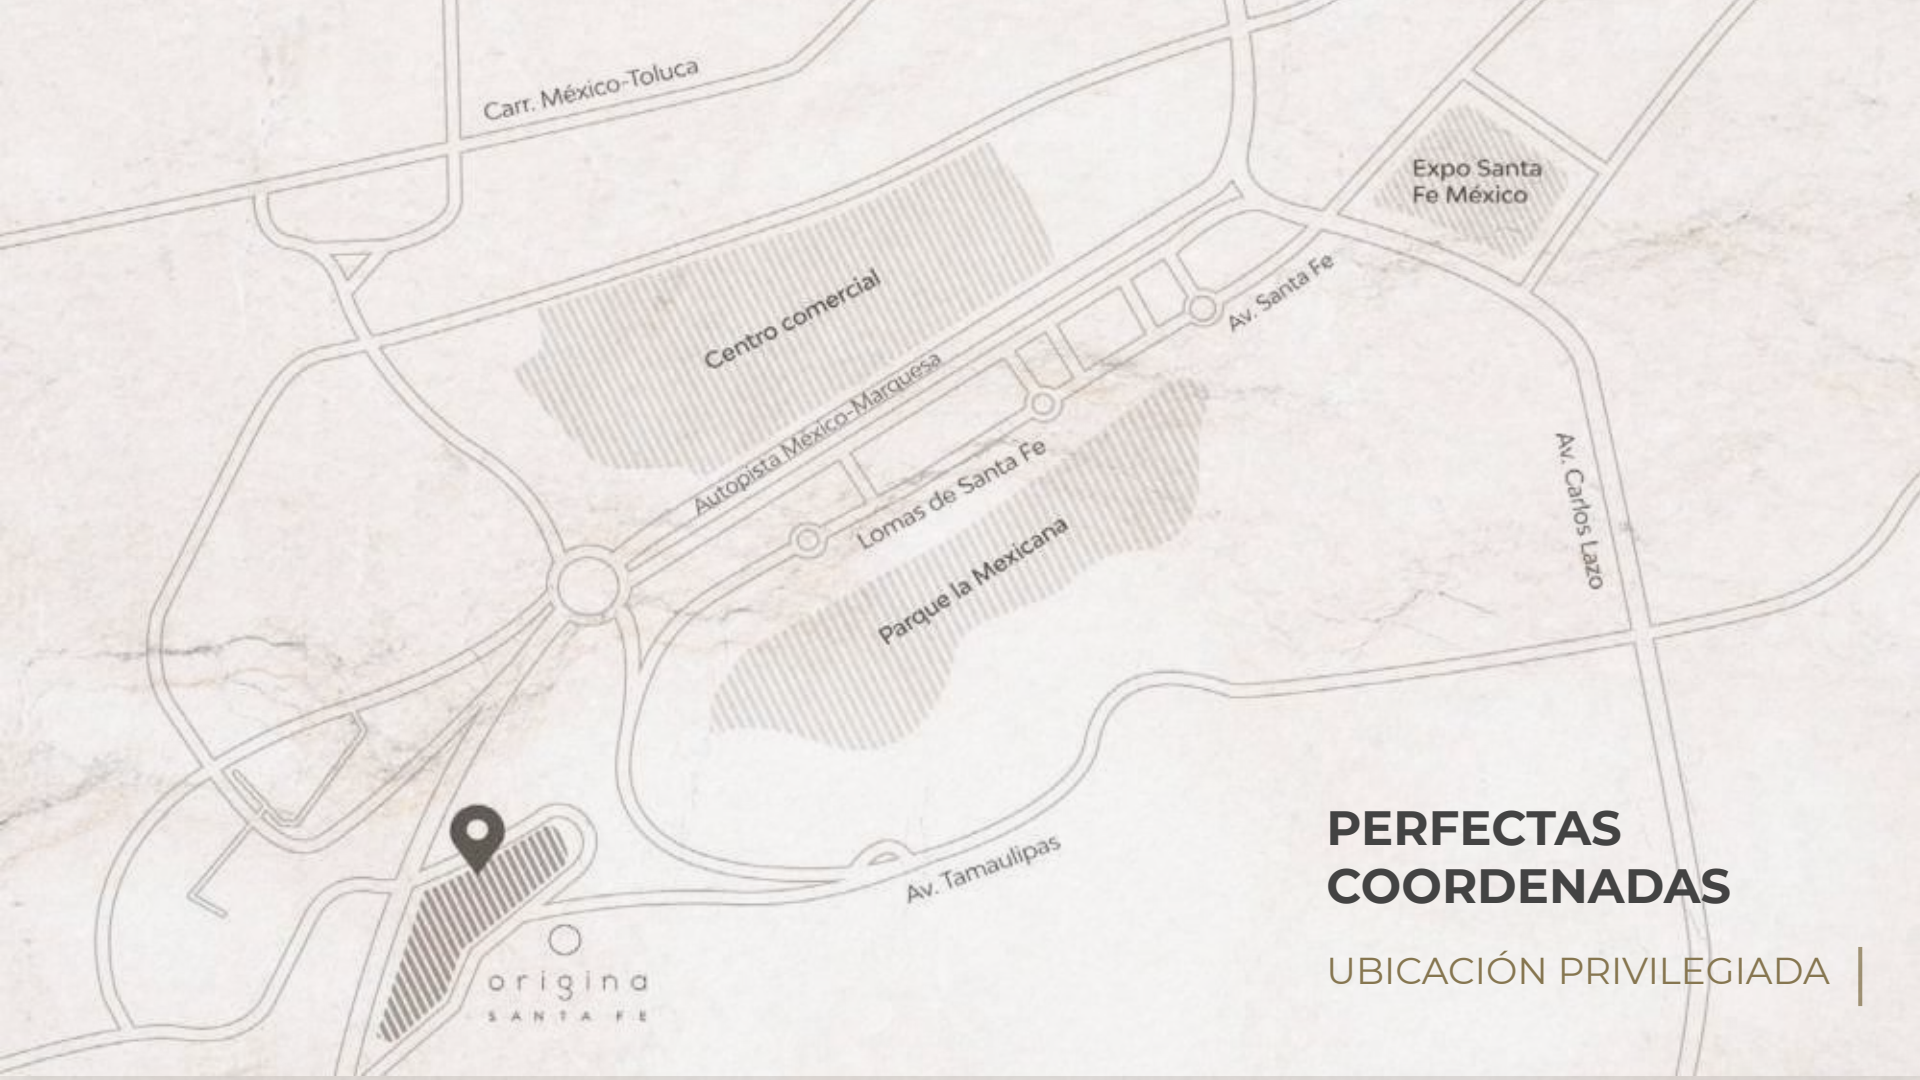 Carr. México-Toluca
Expo Santa
Fe México
Centro comercial
Av. Santa Fe
Autopista México-Marquesa
Lomas de Santa Fe
Parque la Mexicana
Av. Carlos Lazo
Av. Tamaulipas
PERFECTAS
COORDENADAS
UBICACIÓN PRIVILEGIADA
origina
SANTA FE